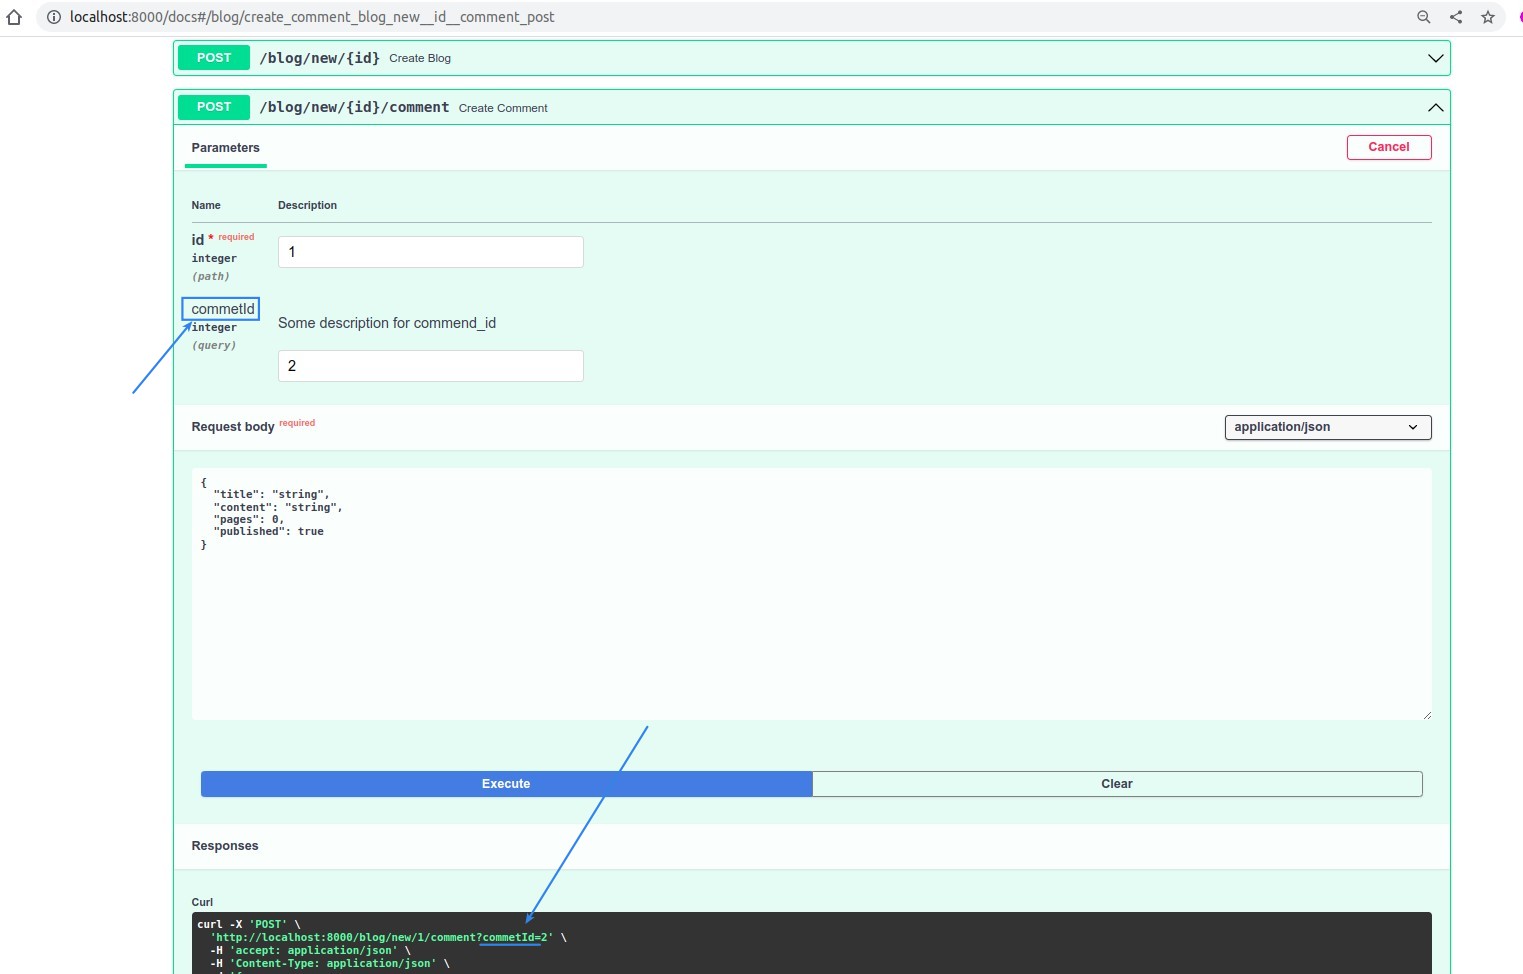 localhost:8000/docs#/blog/create_comment_blog_new__id__comment_post
POST /blog/new/{id} Create Blog
POST /blog/new/{id}/comment Create Comment
Parameters
Cancel
Name Description
id * required
integer
(path)
1
commetId
integer
(query)
Some description for commend_id
2
Request body required
application/json
{
"title": "string",
"content": "string",
"pages": 0,
"published": true
}
Execute
Clear
Responses
Curl
curl -X 'POST' \
'http://localhost:8000/blog/new/1/comment?commetId=2' \
-H 'accept: application/json' \
-H 'Content-Type: application/json' \